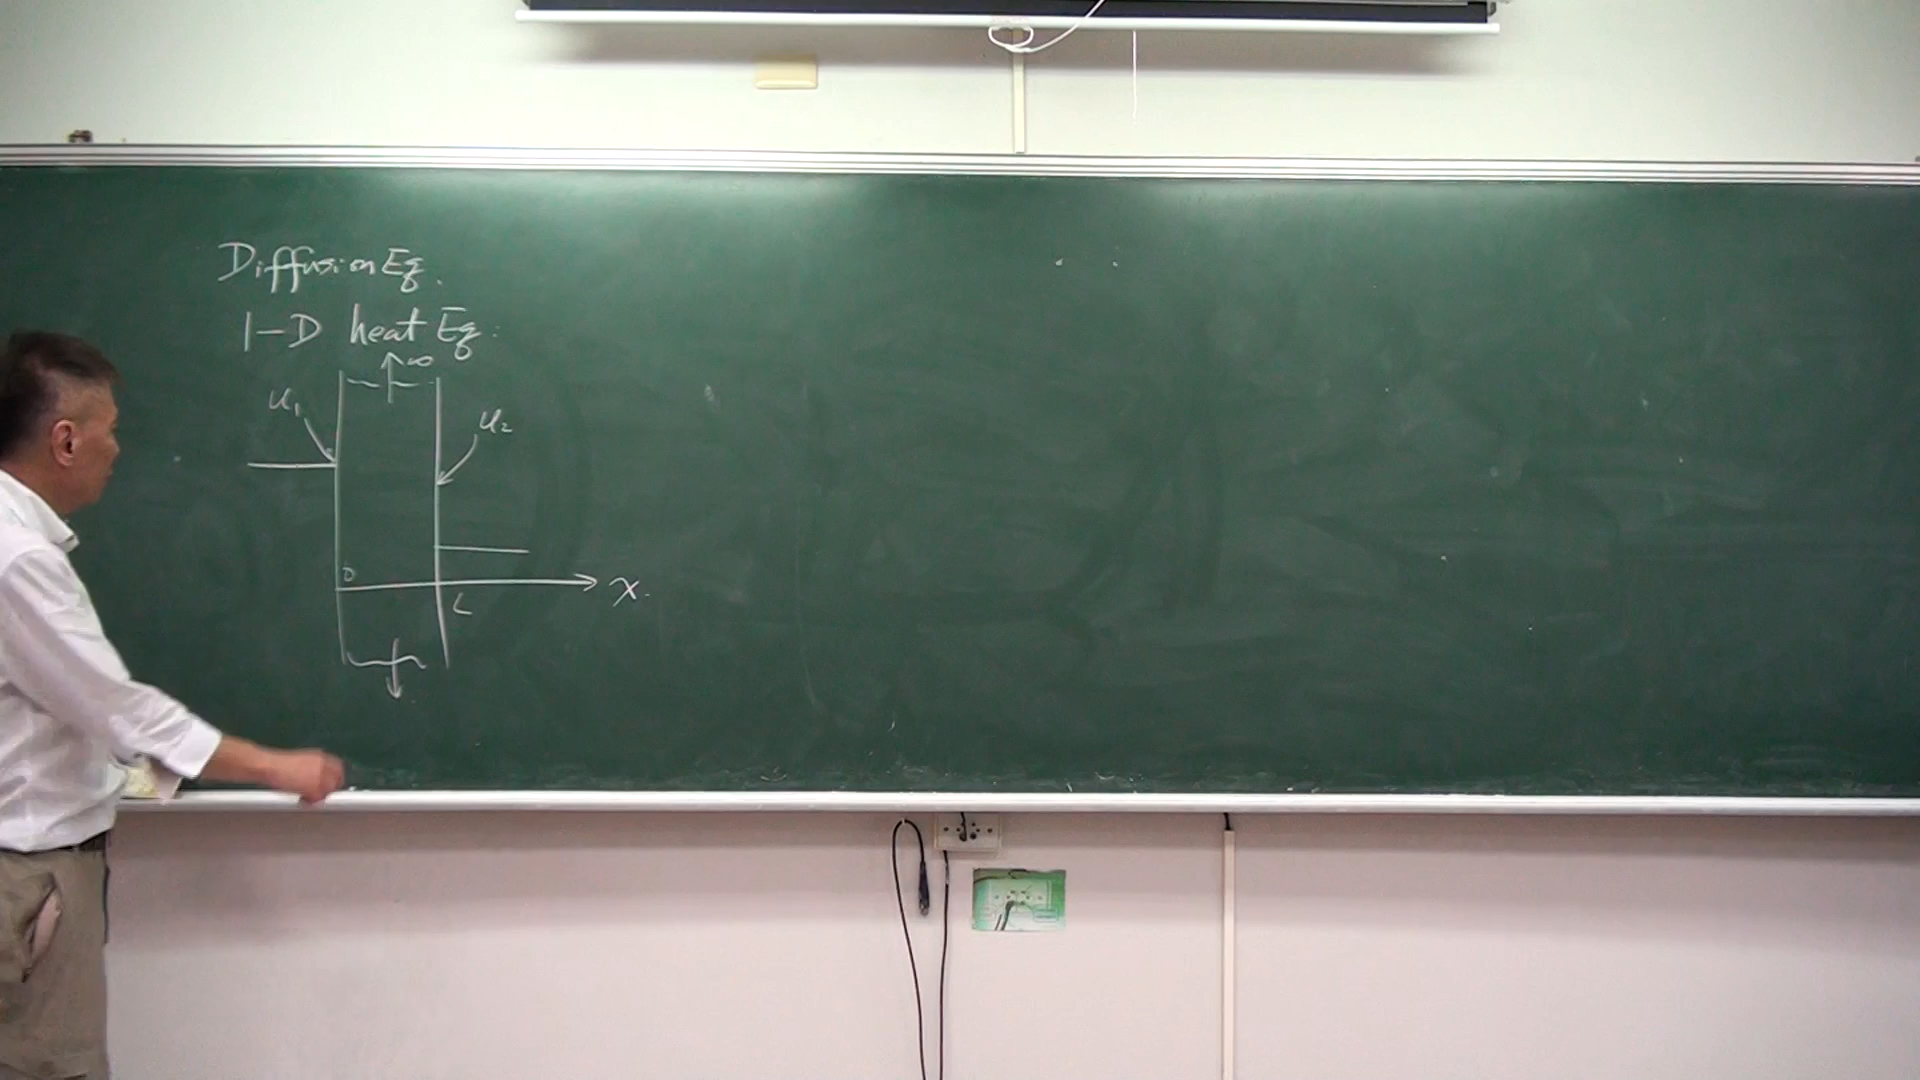 Diffusion Eq.
1-D heat Eq.
∞
u₁
u₂
0
x.
L